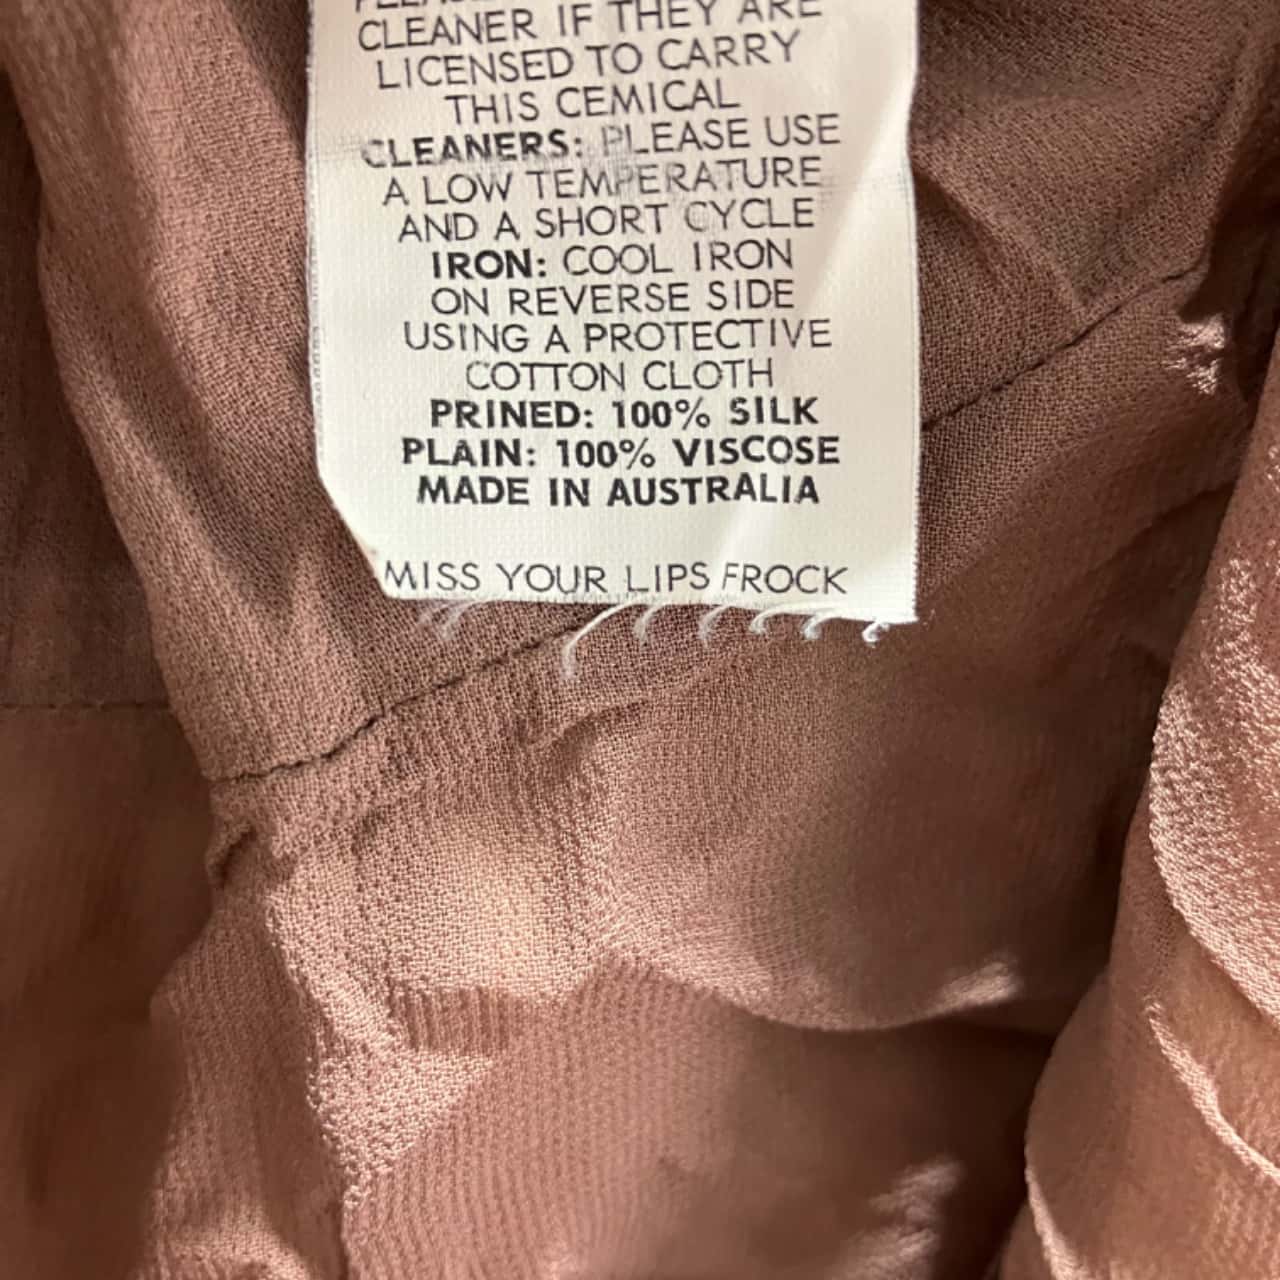 CLEANER IF THEY ARE
LICENSED TO CARRY
THIS CEMICAL
CLEANERS: PLEASE USE
A LOW TEMPERATURE
AND A SHORT CYCLE
IRON: COOL IRON
ON REVERSE SIDE
USING A PROTECTIVE
COTTON CLOTH
PRINED: 100% SILK
PLAIN: 100% VISCOSE
MADE IN AUSTRALIA
MISS YOUR LIPS FROCK